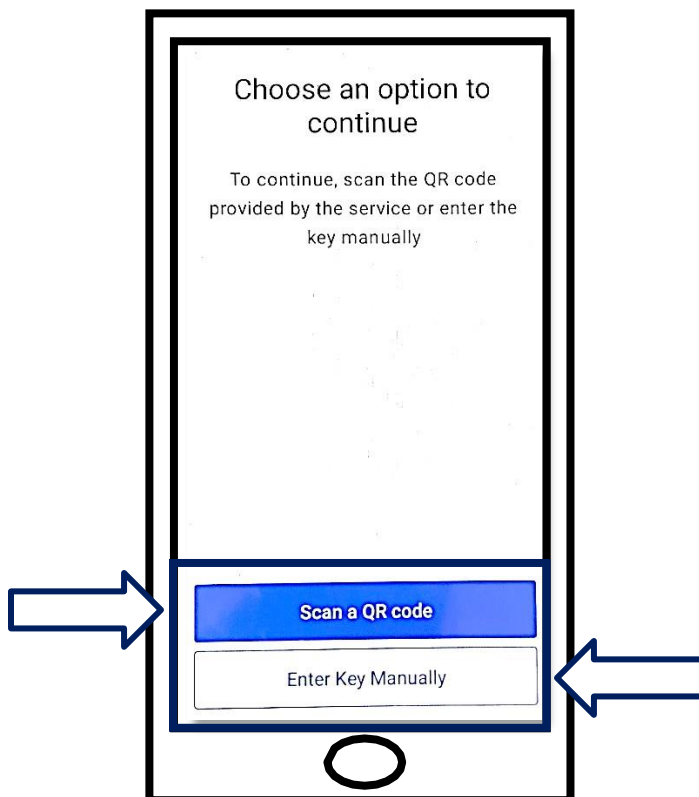 Choose an option to
continue
To continue, scan the QR code
provided by the service or enter the
key manually
Scan a QR code
Enter Key Manually